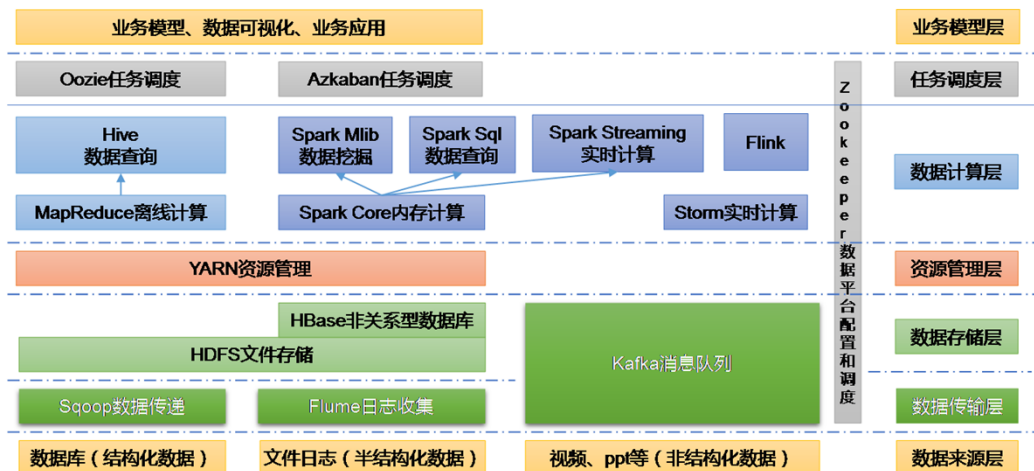 业务模型、数据可视化、业务应用
业务模型层
Oozie任务调度
Azkaban任务调度
任务调度层
Hive
数据查询
Spark Mlib
数据挖掘
Spark Sql
数据查询
Spark Streaming
实时计算
Flink
数据计算层
MapReduce离线计算
Spark Core内存计算
Storm实时计算
Zookeeper数据平台配置和调度
YARN资源管理
资源管理层
HBase非关系型数据库
HDFS文件存储
Kafka消息队列
数据存储层
Sqoop数据传递
Flume日志收集
数据传输层
数据库（结构化数据）
文件日志（半结构化数据）
视频、ppt等（非结构化数据）
数据来源层